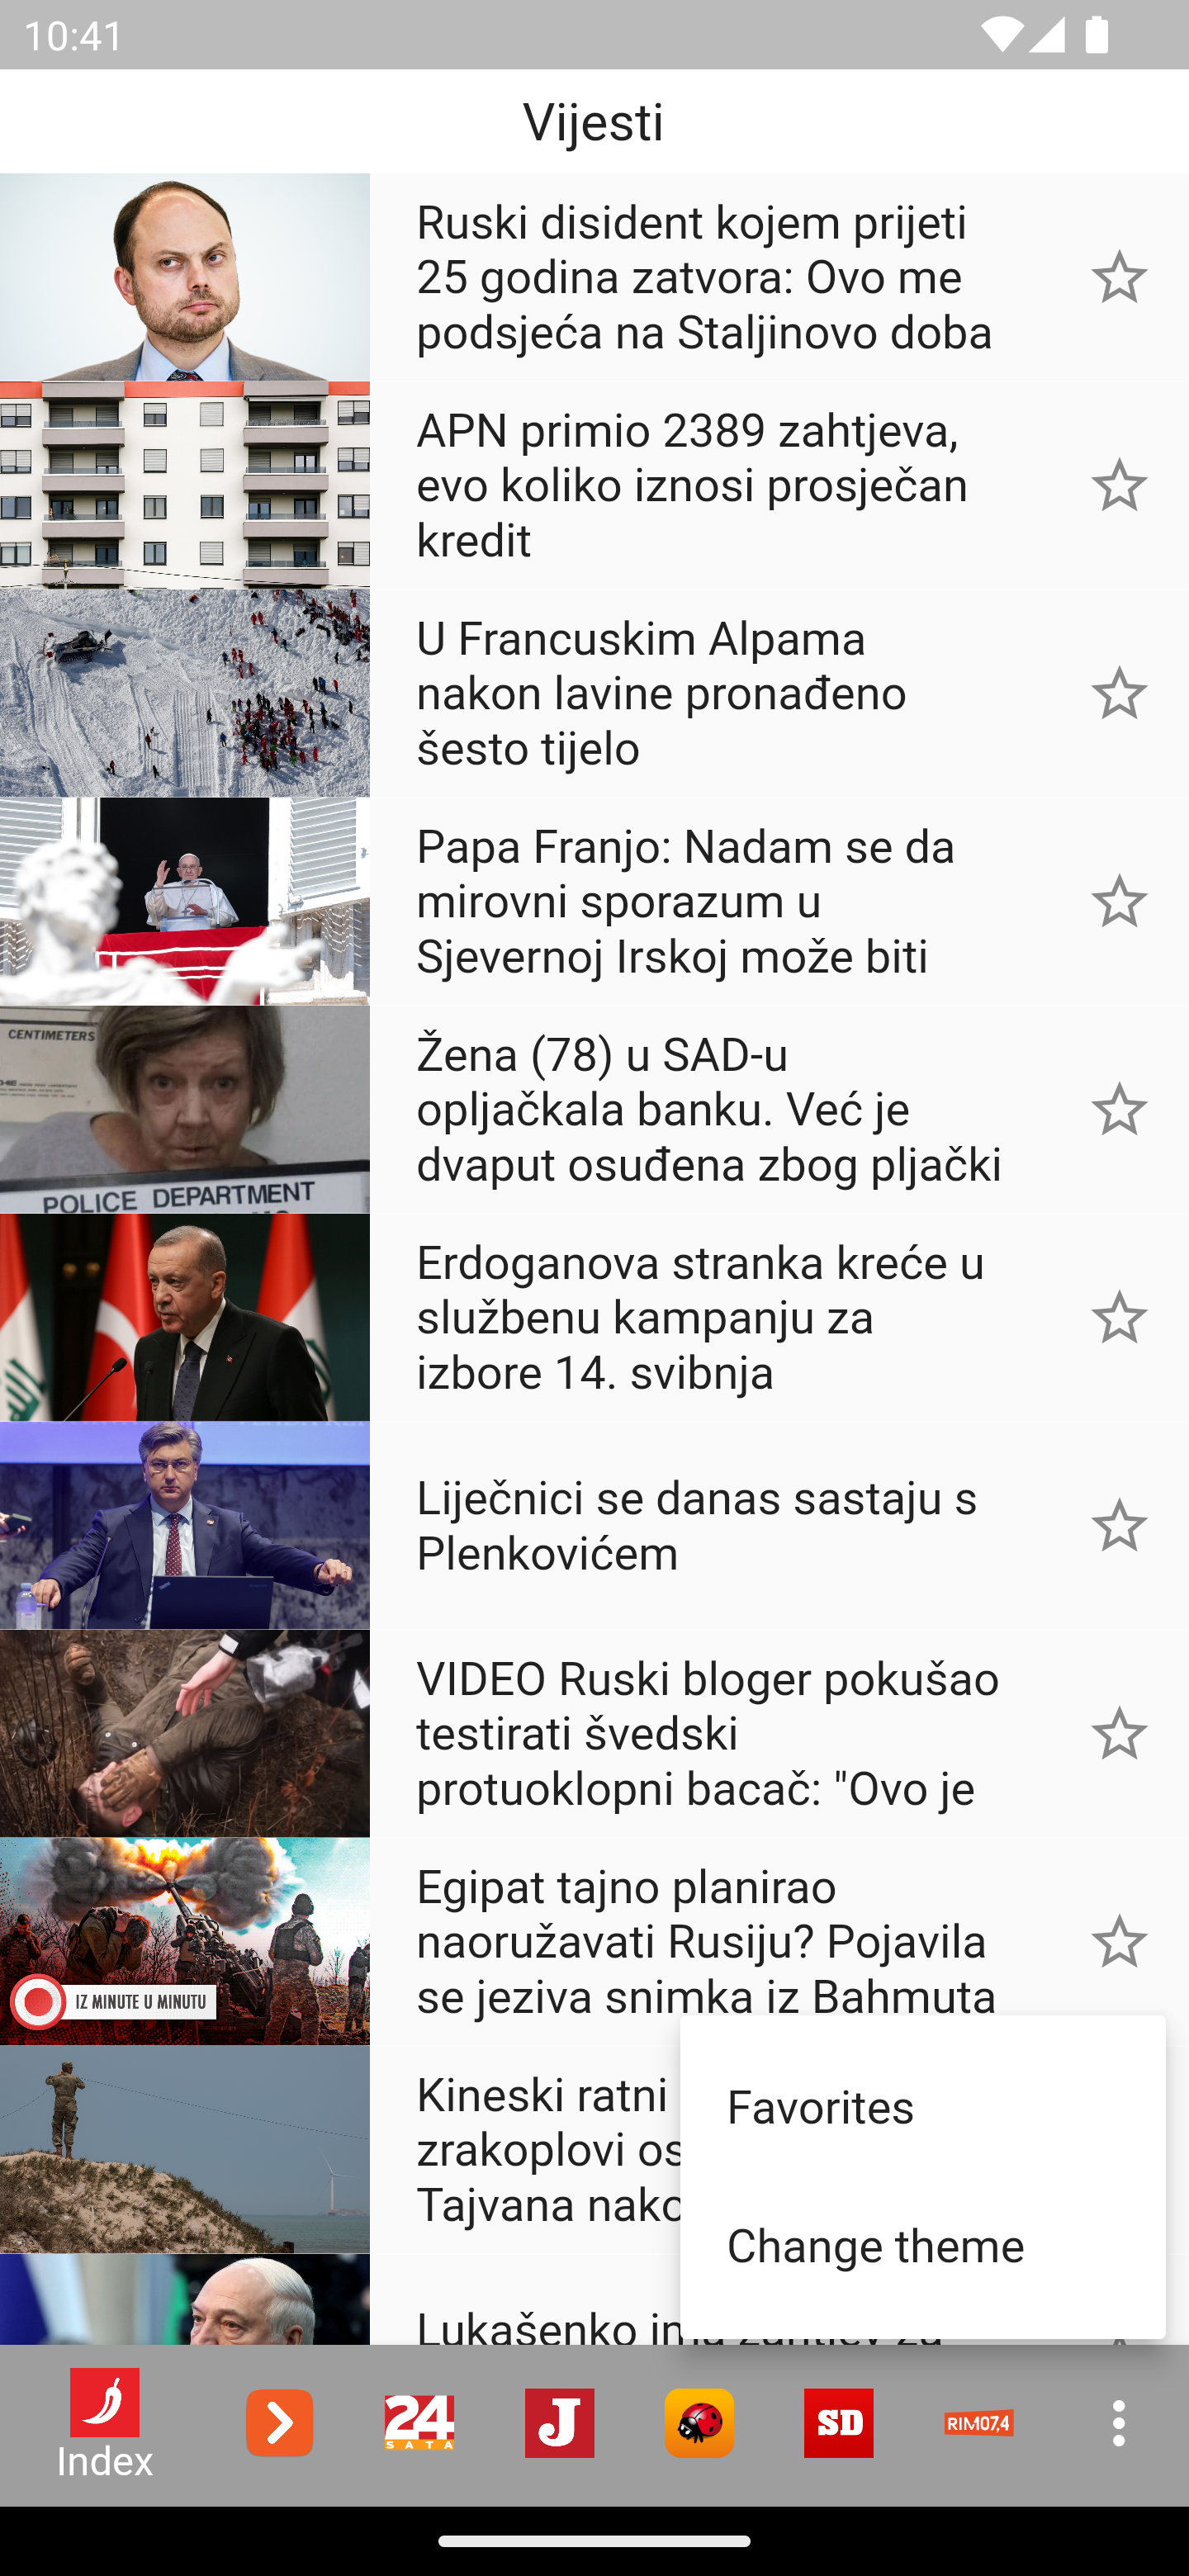 10:41
Vijesti
Ruski disident kojem prijeti
25 godina zatvora: Ovo me
podsjeća na Staljinovo doba
APN primio 2389 zahtjeva,
evo koliko iznosi prosječan
kredit
U Francuskim Alpama
nakon lavine pronađeno
šesto tijelo
Papa Franjo: Nadam se da
mirovni sporazum u
Sjevernoj Irskoj može biti
CENTIMETERS
POLICE DEPARTMENT
Žena (78) u SAD-u
opljačkala banku. Već je
dvaput osuđena zbog pljački
Erdoganova stranka kreće u
službenu kampanju za
izbore 14. svibnja
Liječnici se danas sastaju s
Plenkovićem
VIDEO Ruski bloger pokušao
testirati švedski
protuoklopni bacač: "Ovo je
IZ MINUTE U MINUTU
Egipat tajno planirao
naoružavati Rusiju? Pojavila
se jeziva snimka iz Bahmuta
Kineski ratni
zrakoplovi os
Tajvana nako
Lukašenko
Favorites
Change theme
Index
24
SATA
J
SD
RIM07,4